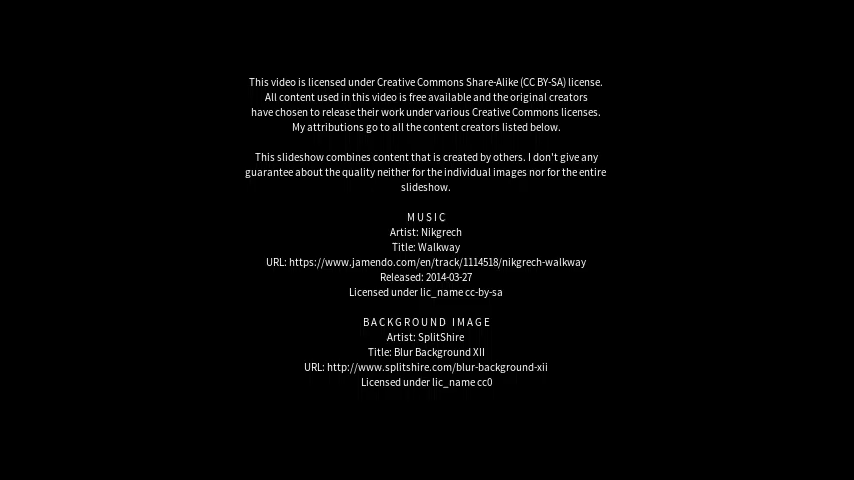 This video is licensed under Creative Commons Share-Alike (CC BY-SA) license.
All content used in this video is free available and the original creators
have chosen to release their work under various Creative Commons licenses.
My attributions go to all the content creators listed below.
This slideshow combines content that is created by others. I don't give any
guarantee about the quality neither for the individual images nor for the entire
slideshow.
MUSIC
Artist: Nikgrech
Title: Walkway
URL: https://www.jamendo.com/en/track/1114518/nikgrech-walkway
Released: 2014-03-27
Licensed under lic_name cc-by-sa
BACKGROUND IMAGE
Artist: SplitShire
Title: Blur Background XII
URL: http://www.splitshire.com/blur-background-xii
Licensed under lic_name cc0